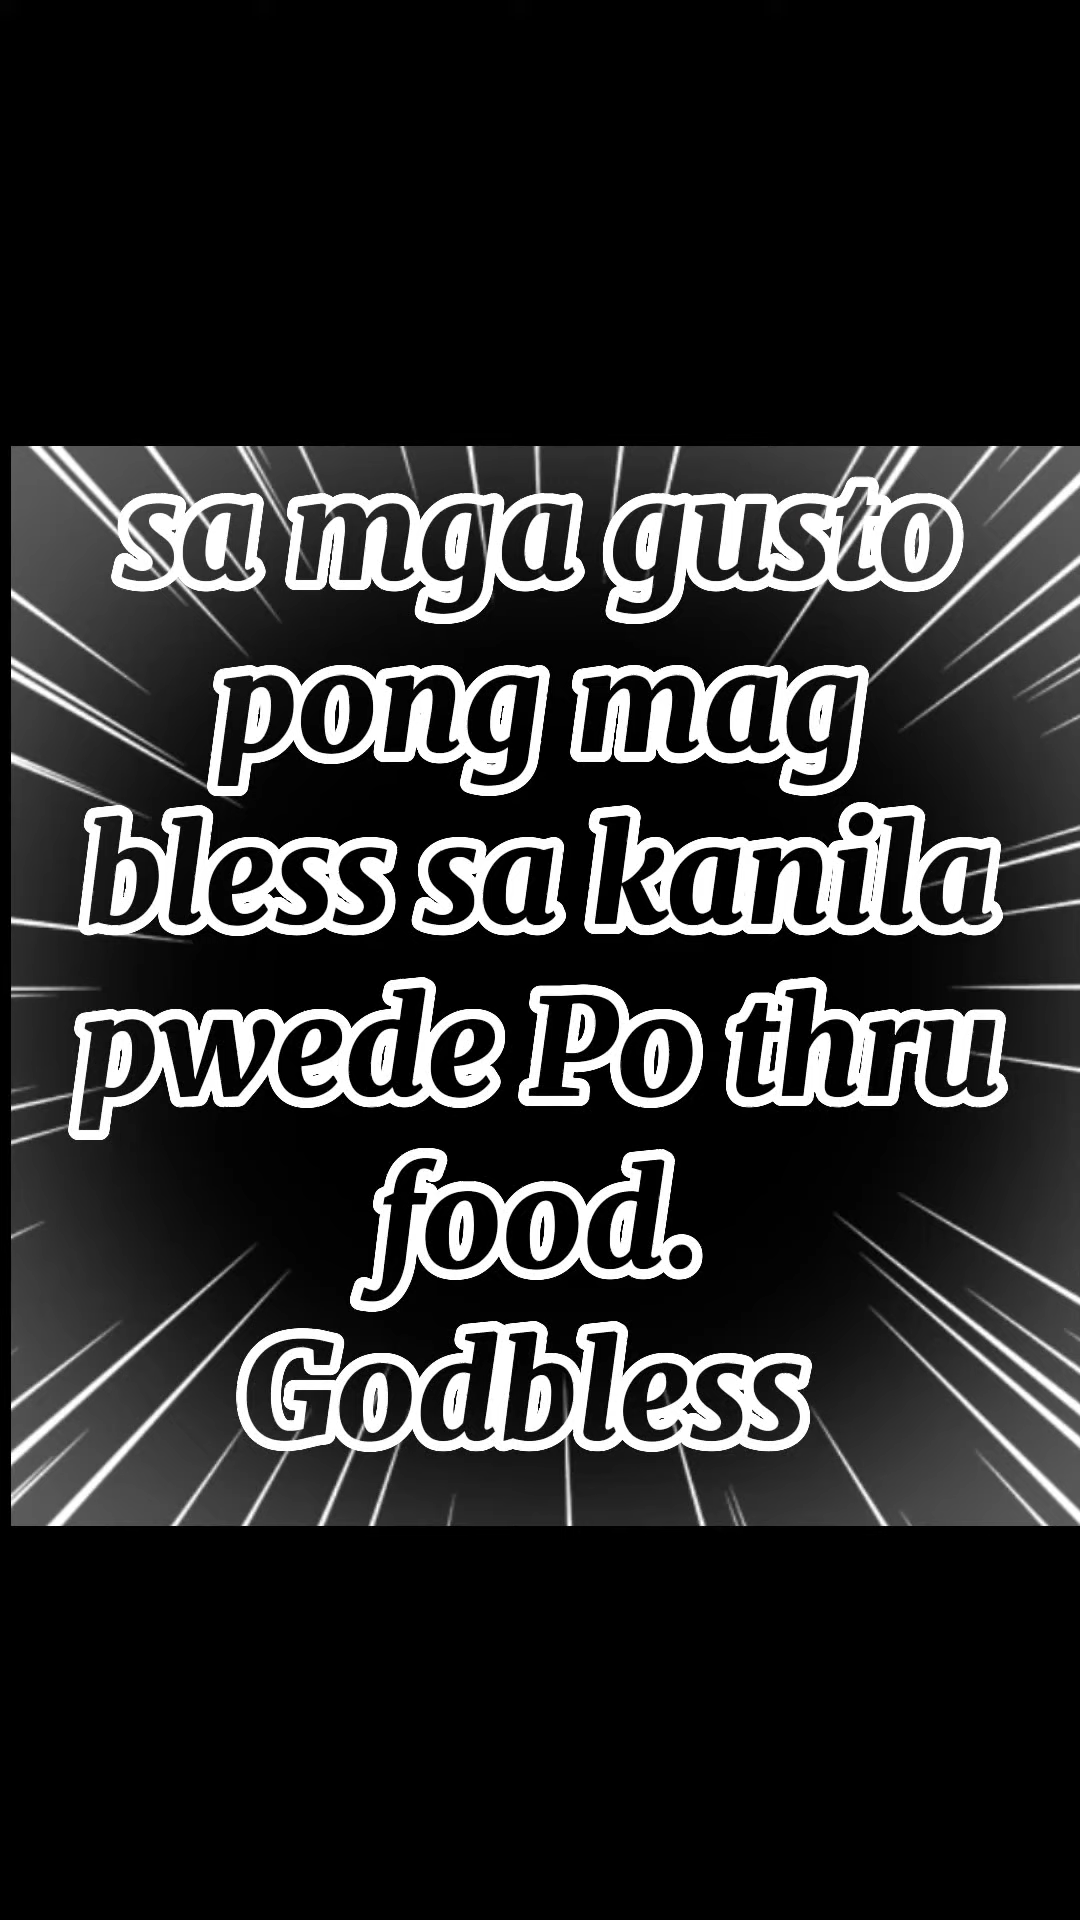 sa mga gusto
pong mag
bless sa kanila
pwede Po thru
food.
Godbless